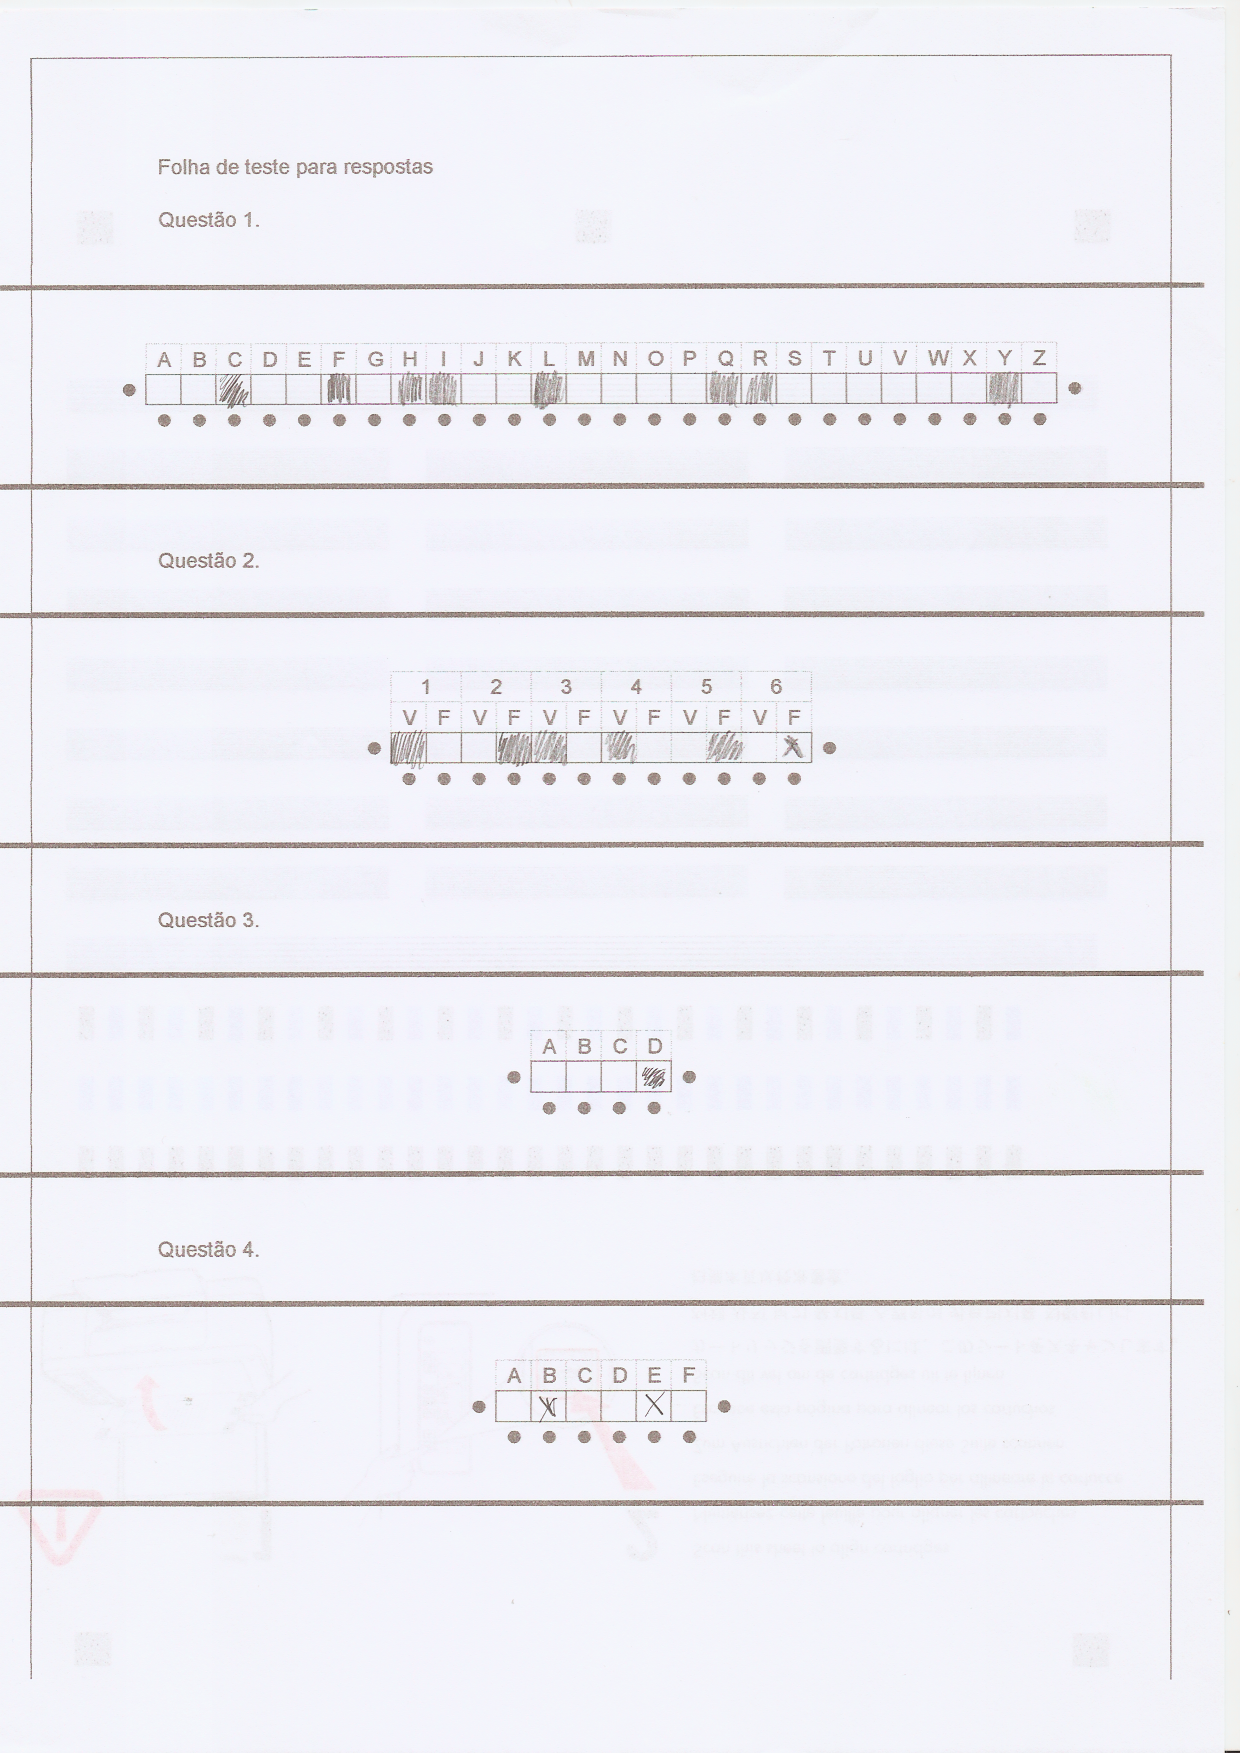 Folha de teste para respostas
Questão 1.
A B C D E F G H I J K L M N O P Q R S T U V W X Y Z
Questão 2.
1 2 3 4 5 6
V F V F V F V F V F V F
Questão 3.
A B C D
Questão 4.
A B C D E F